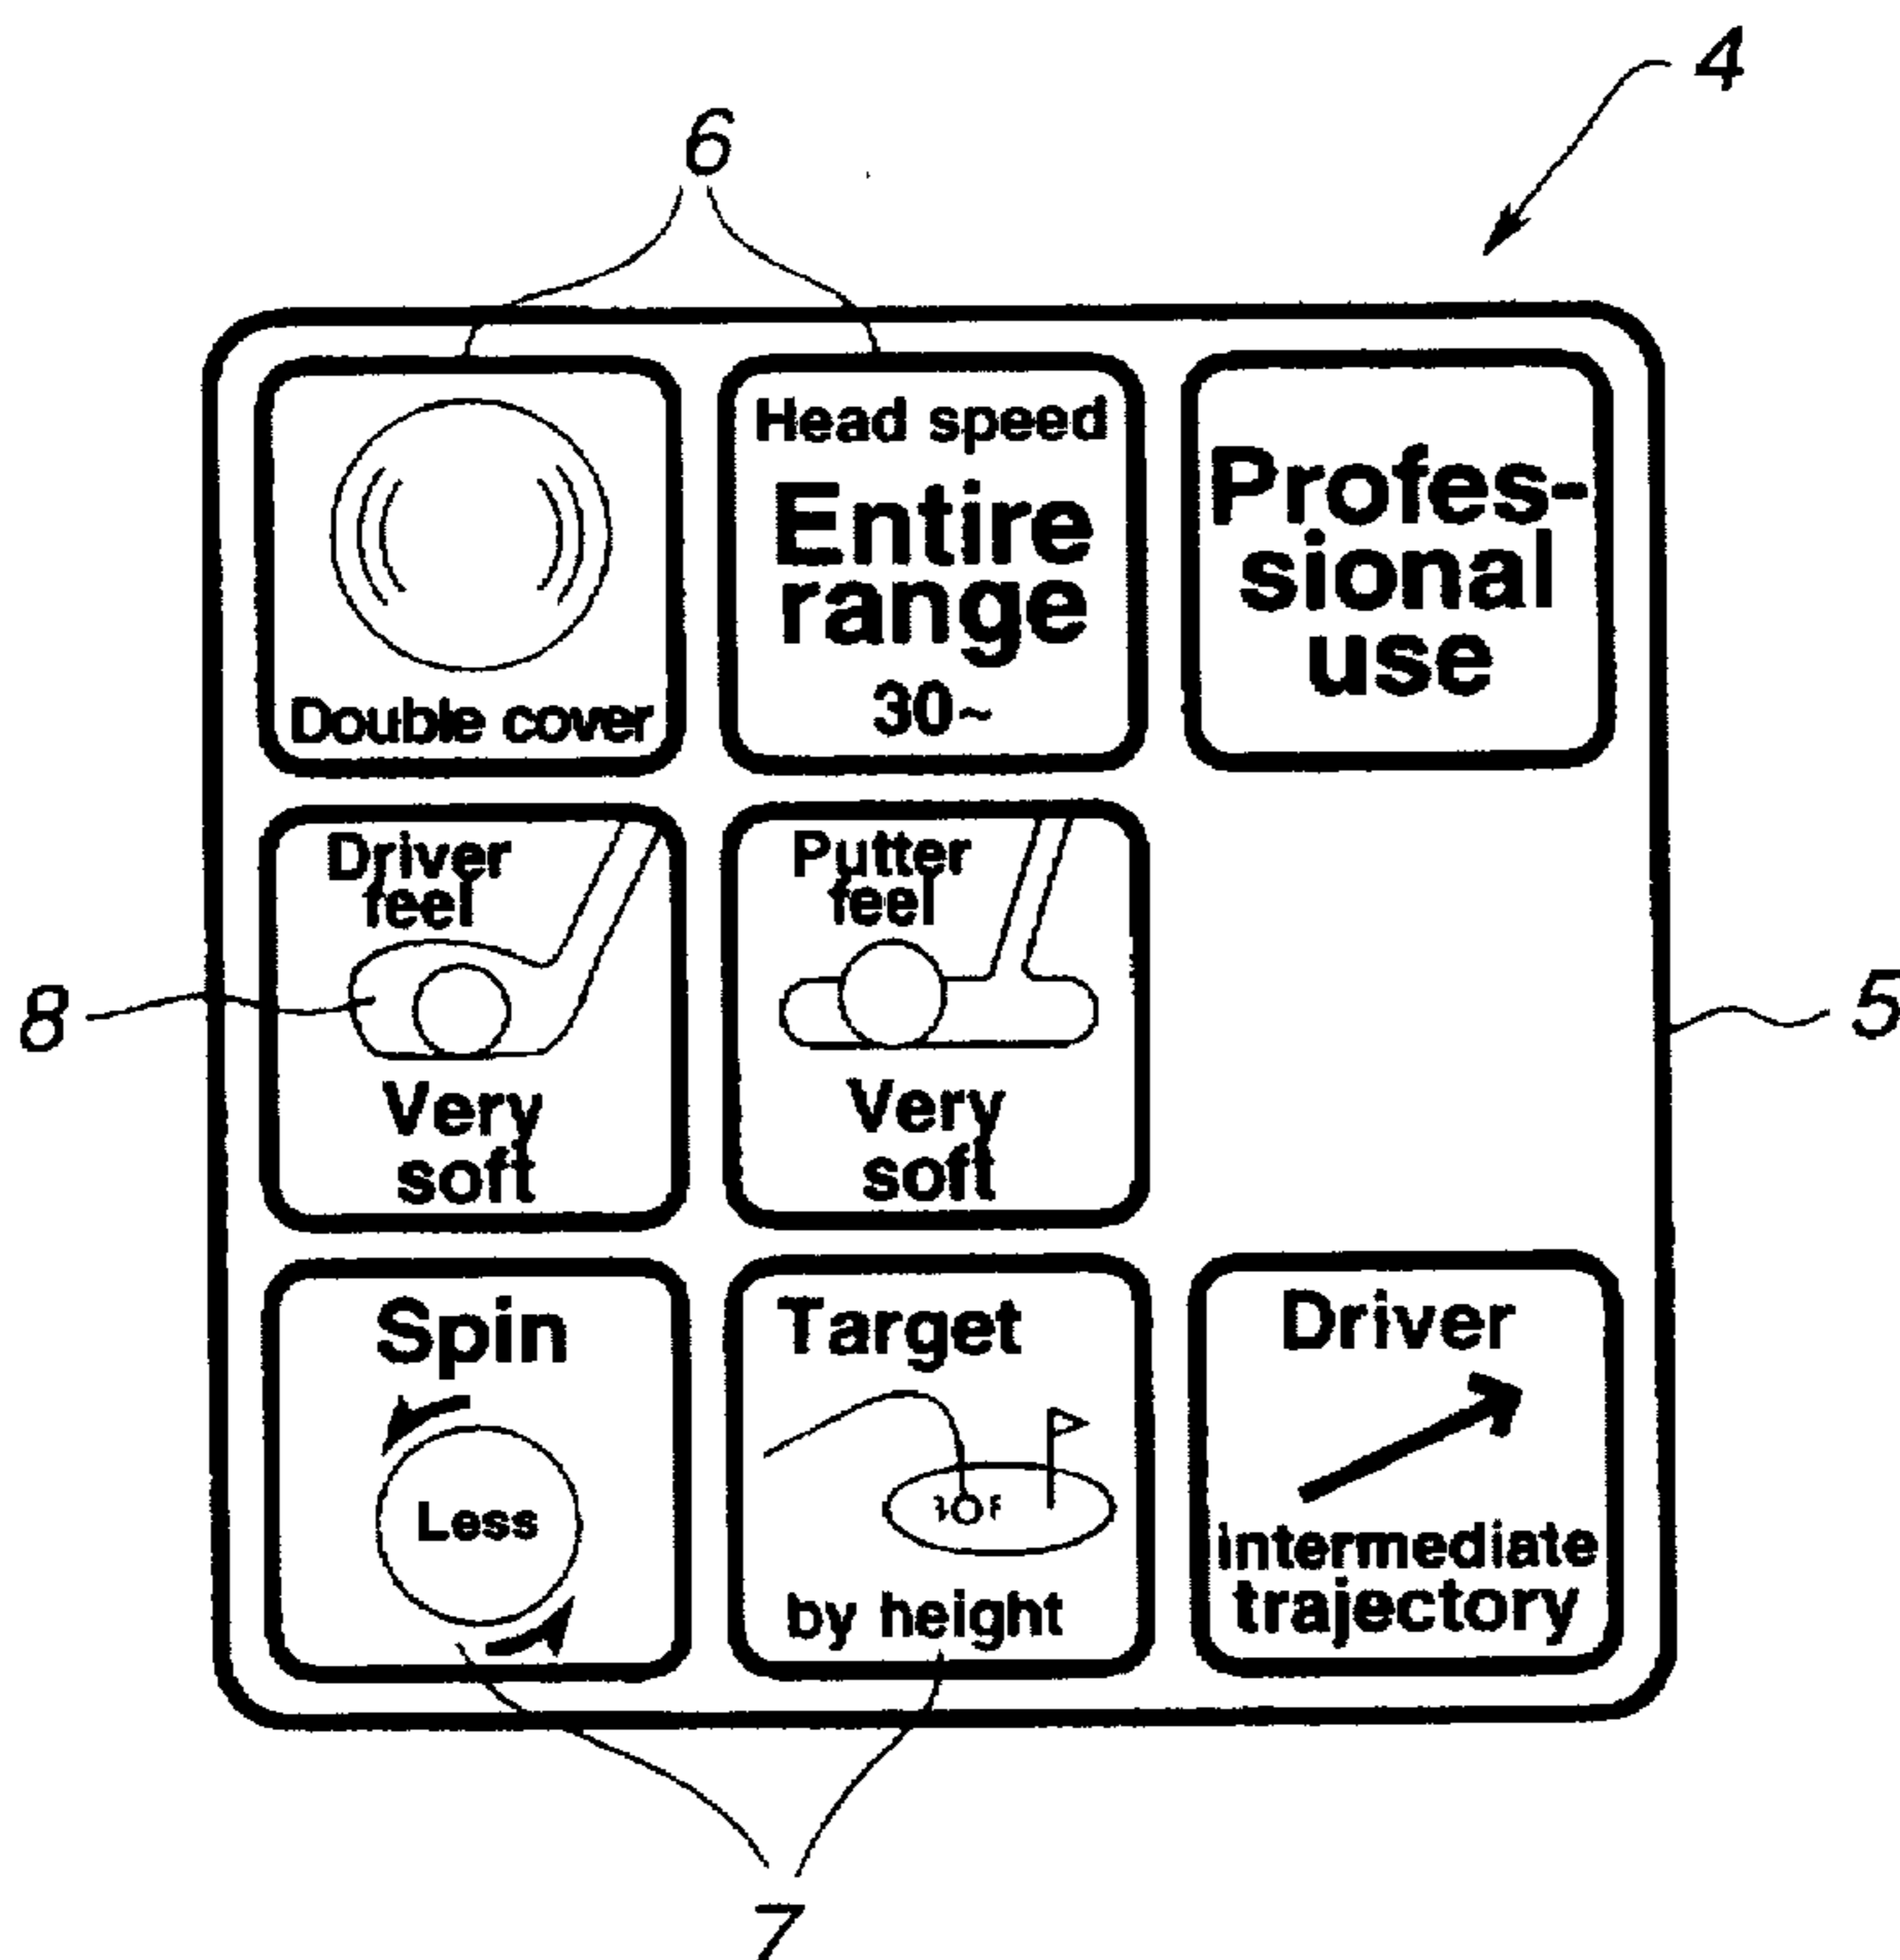 4
6
Double cover
Head speed
Entire
range
30~
Profes-
sional
use
Driver
feel
Very
soft
Putter
feel
Very
soft
8
5
Spin
Less
Target
by height
Driver
intermediate
trajectory
7